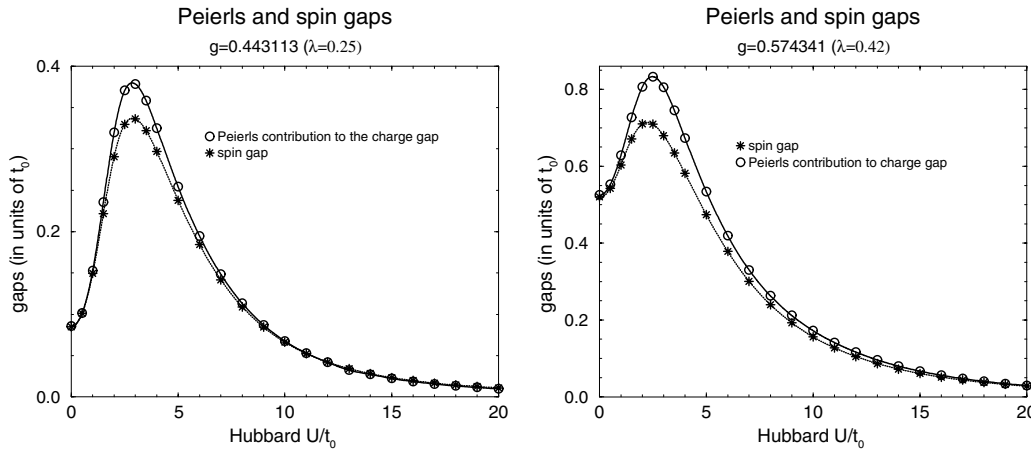 Peierls and spin gaps
g=0.443113 (λ=0.25)
0.4
0.2
0.0
gaps (in units of t₀)
Peierls contribution to the charge gap
spin gap
0 5 10 15 20
Hubbard U/t₀
Peierls and spin gaps
g=0.574341 (λ=0.42)
0.8
0.6
0.4
0.2
0.0
gaps (in units of t₀)
spin gap
Peierls contribution to charge gap
0 5 10 15 20
Hubbard U/t₀